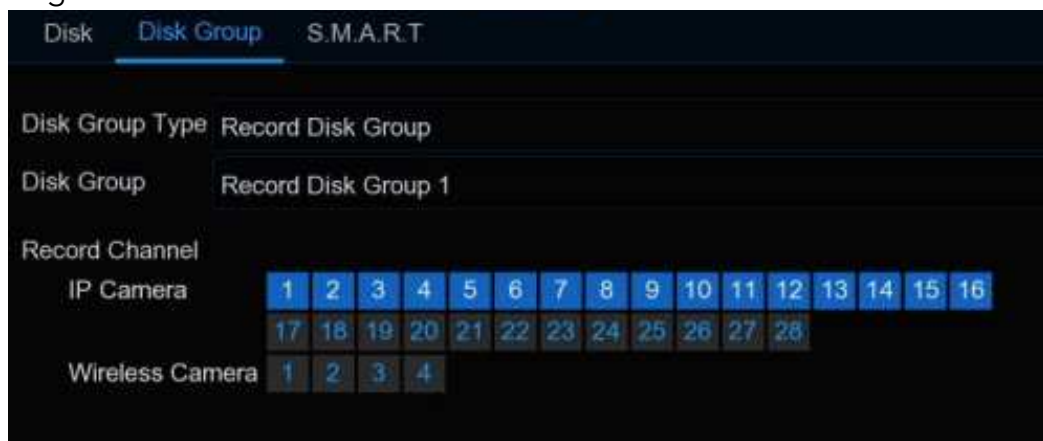 Disk Disk Group S.M.A.R.T
Disk Group Type Record Disk Group
Disk Group Record Disk Group 1
Record Channel
IP Camera 1 2 3 4 5 6 7 8 9 10 11 12 13 14 15 16
17 18 19 20 21 22 23 24 25 26 27 28
Wireless Camera 1 2 3 4